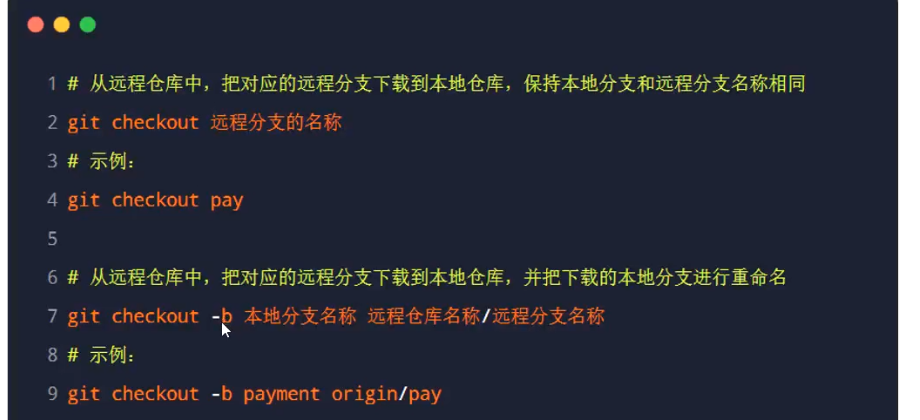 1 # 从远程仓库中，把对应的远程分支下载到本地仓库，保持本地分支和远程分支名称相同
2 git checkout 远程分支的名称
3 # 示例：
4 git checkout pay
5
6 # 从远程仓库中，把对应的远程分支下载到本地仓库，并把下载的本地分支进行重命名
7 git checkout -b 本地分支名称 远程仓库名称/远程分支名称
8 # 示例：
9 git checkout -b payment origin/pay